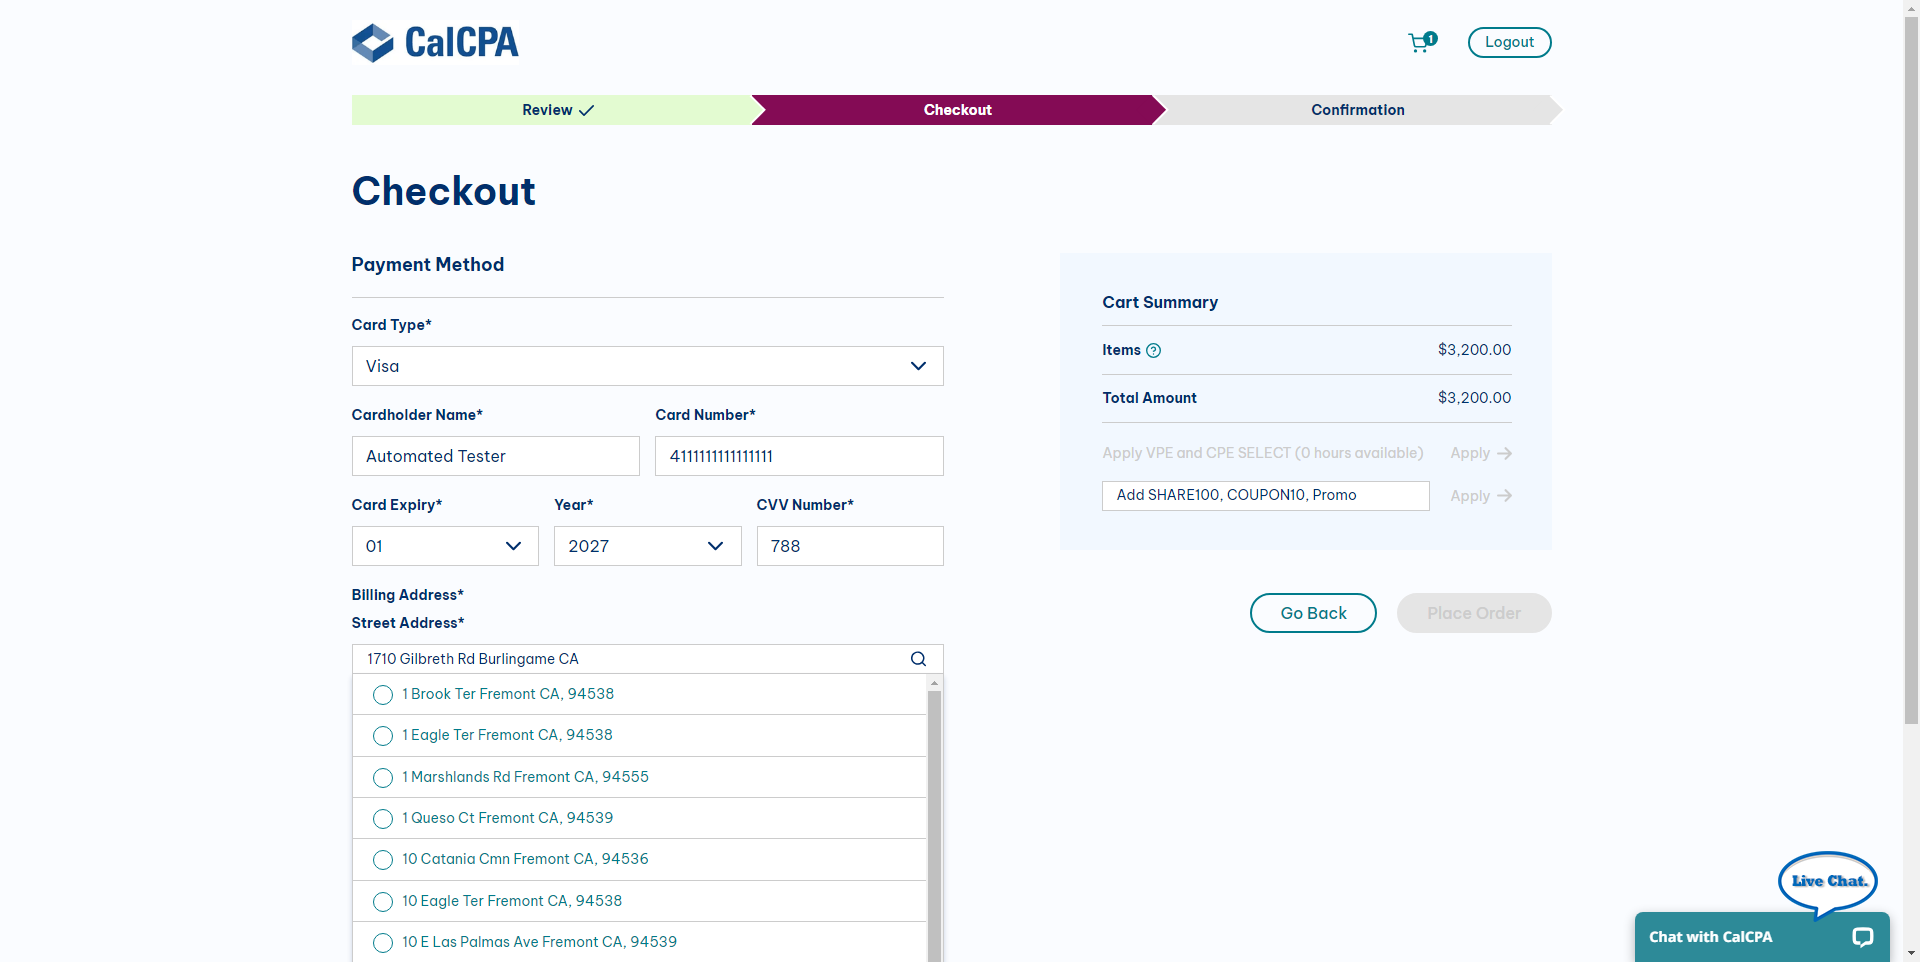 CalCPA
1
Logout
Review
Checkout
Confirmation
Checkout
Payment Method
Card Type*
Visa
Cardholder Name*
Card Number*
Automated Tester
4111111111111111
Card Expiry*
Year*
CVV Number*
01
2027
788
Billing Address*
Street Address*
1710 Gilbreth Rd Burlingame CA
1 Brook Ter Fremont CA, 94538
1 Eagle Ter Fremont CA, 94538
1 Marshlands Rd Fremont CA, 94555
1 Queso Ct Fremont CA, 94539
10 Catania Cmn Fremont CA, 94536
10 Eagle Ter Fremont CA, 94538
10 E Las Palmas Ave Fremont CA, 94539
Cart Summary
Items ?
$3,200.00
Total Amount
$3,200.00
Apply VPE and CPE SELECT (0 hours available)
Apply
Add SHARE100, COUPON10, Promo
Apply
Go Back
Place Order
Live Chat.
Chat with CalCPA